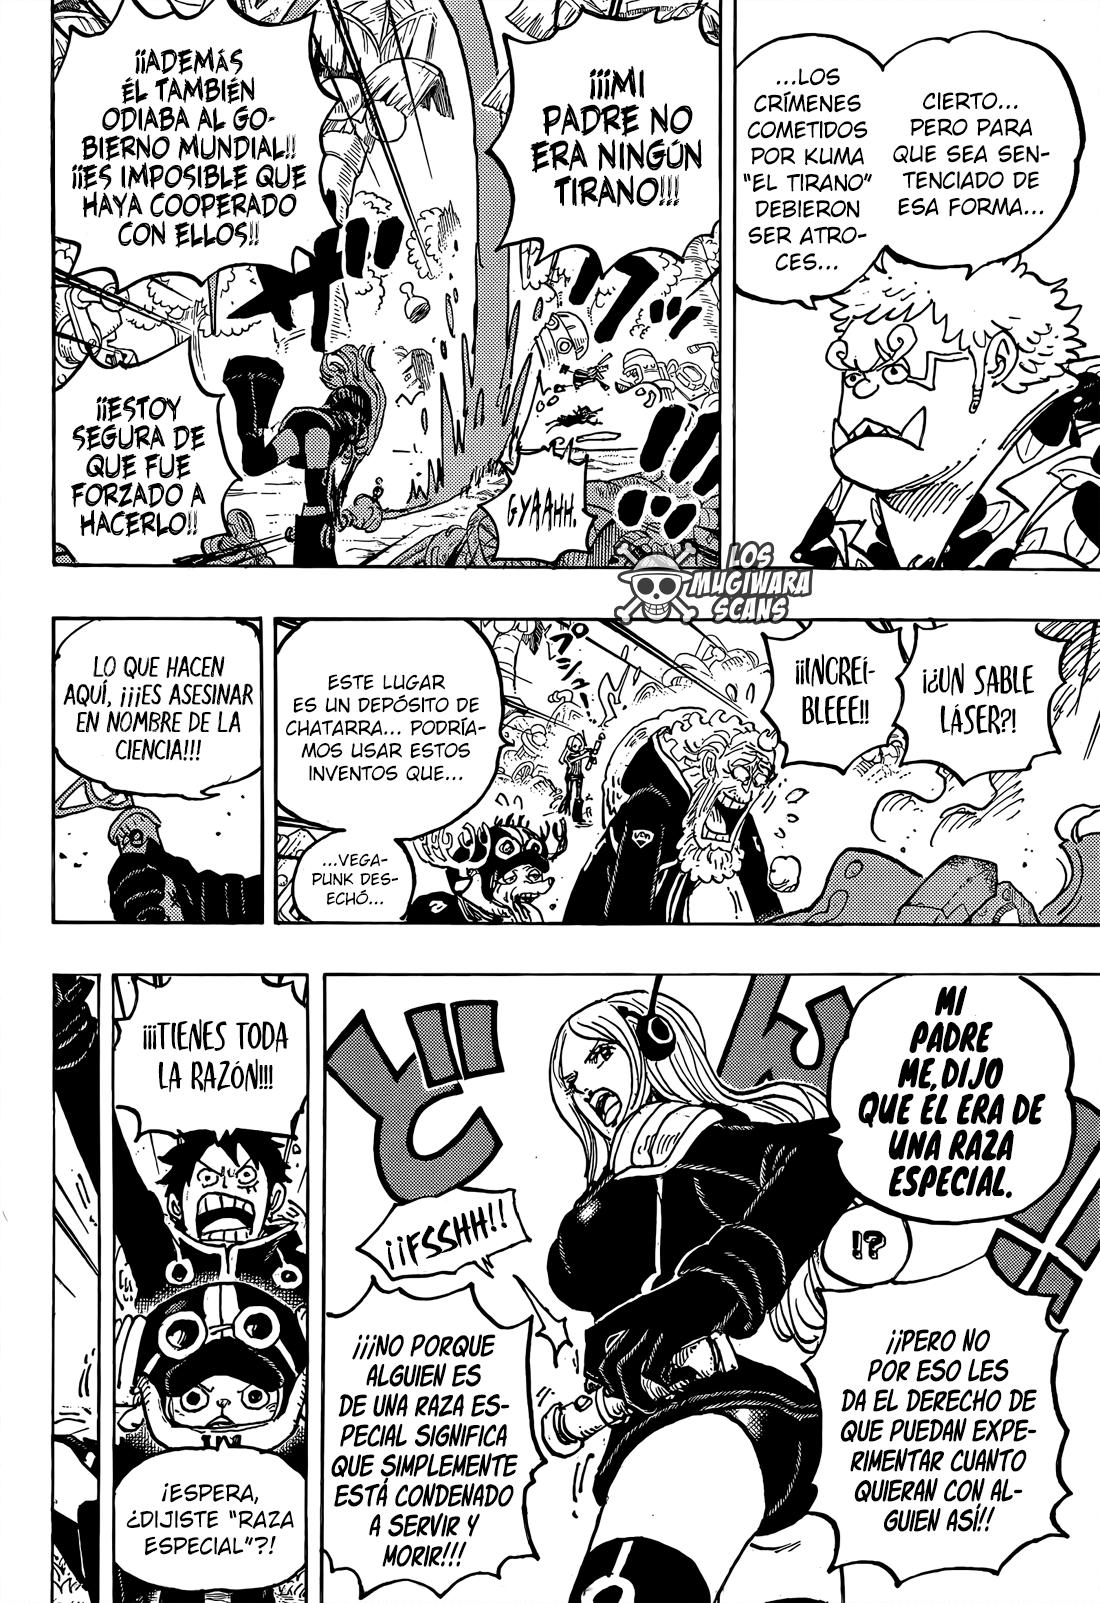 CIERTO...
PERO PARA
QUE SEA SEN-
TENCIADO DE
ESA FORMA...
...LOS
CRÍMENES
COMETIDOS
POR KUMA
"EL TIRANO"
DEBIERON
SER ATRO-
CES...
¡¡¡MI
PADRE NO
ERA NINGÚN
TIRANO!!!
GYAAHH.
¡¡ADEMÁS
ÉL TAMBIÉN
ODIABA AL GO-
BIERNO MUNDIAL!!
¡¡ES IMPOSIBLE QUE
HAYA COOPERADO
CON ELLOS!!
¡¡ESTOY
SEGURA DE
QUE FUE
FORZADO A
HACERLO!!
LOS
MUGIWARA
SCANS
¡¿UN SABLE
LÁSER?!
¡¡INCREÍ-
BLEEE!!
プシュー
ESTE LUGAR
ES UN DEPÓSITO DE
CHATARRA... PODRÍA-
MOS USAR ESTOS
INVENTOS QUE...
...VEGA-
PUNK DES-
ECHÓ...
LO QUE HACEN
AQUÍ, ¡¡¡ES ASESINAR
EN NOMBRE DE LA
CIENCIA!!!
MI
PADRE
ME DIJO
QUE ÉL ERA DE
UNA RAZA
ESPECIAL.
!?
¡¡PERO NO
POR ESO LES
DA EL DERECHO DE
QUE PUEDAN EXPE-
RIMENTAR CUANTO
QUIERAN CON AL-
GUIEN ASÍ!!
ドン!!
¡¡FSSHH!!
¡¡¡NO PORQUE
ALGUIEN ES
DE UNA RAZA ES-
PECIAL SIGNIFICA
QUE SIMPLEMENTE
ESTÁ CONDENADO
A SERVIR Y
MORIR!!!
¡¡¡TIENES TODA
LA RAZÓN!!!
¡ESPERA,
¿DIJISTE "RAZA
ESPECIAL"?!